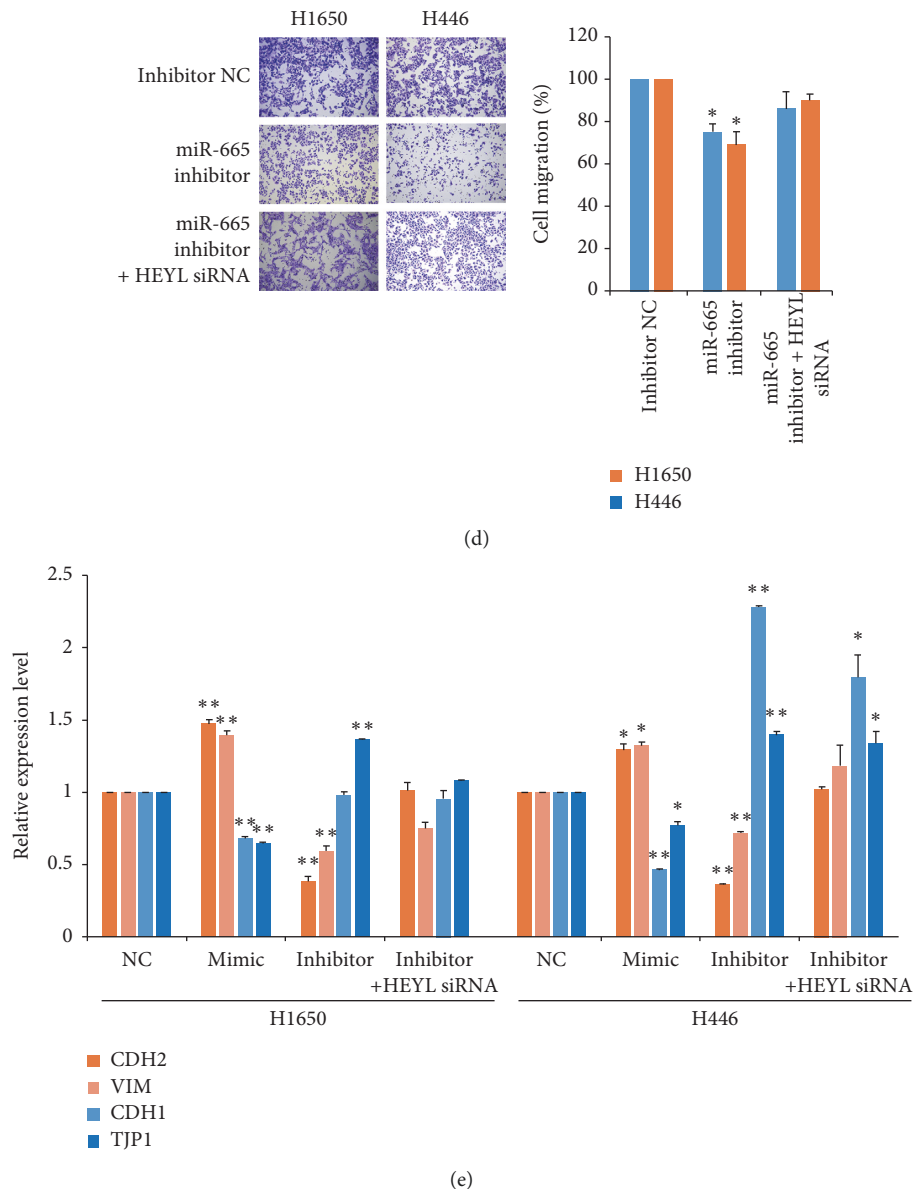 H1650 H446
Inhibitor NC
miR-665
inhibitor
miR-665
inhibitor
+ HEYL siRNA
Cell migration (%)
120
100
80
60
40
20
0
* *
Inhibitor NC
miR-665
inhibitor
miR-665
inhibitor + HEYL
siRNA
H1650
H446
(d)
Relative expression level
2.5
2
1.5
1
0.5
0
** ** ** ** ** ** **
* * ** * ** ** ** ** * *
NC Mimic Inhibitor Inhibitor
+HEYL siRNA
NC Mimic Inhibitor Inhibitor
+HEYL siRNA
H1650 H446
CDH2
VIM
CDH1
TJP1
(e)